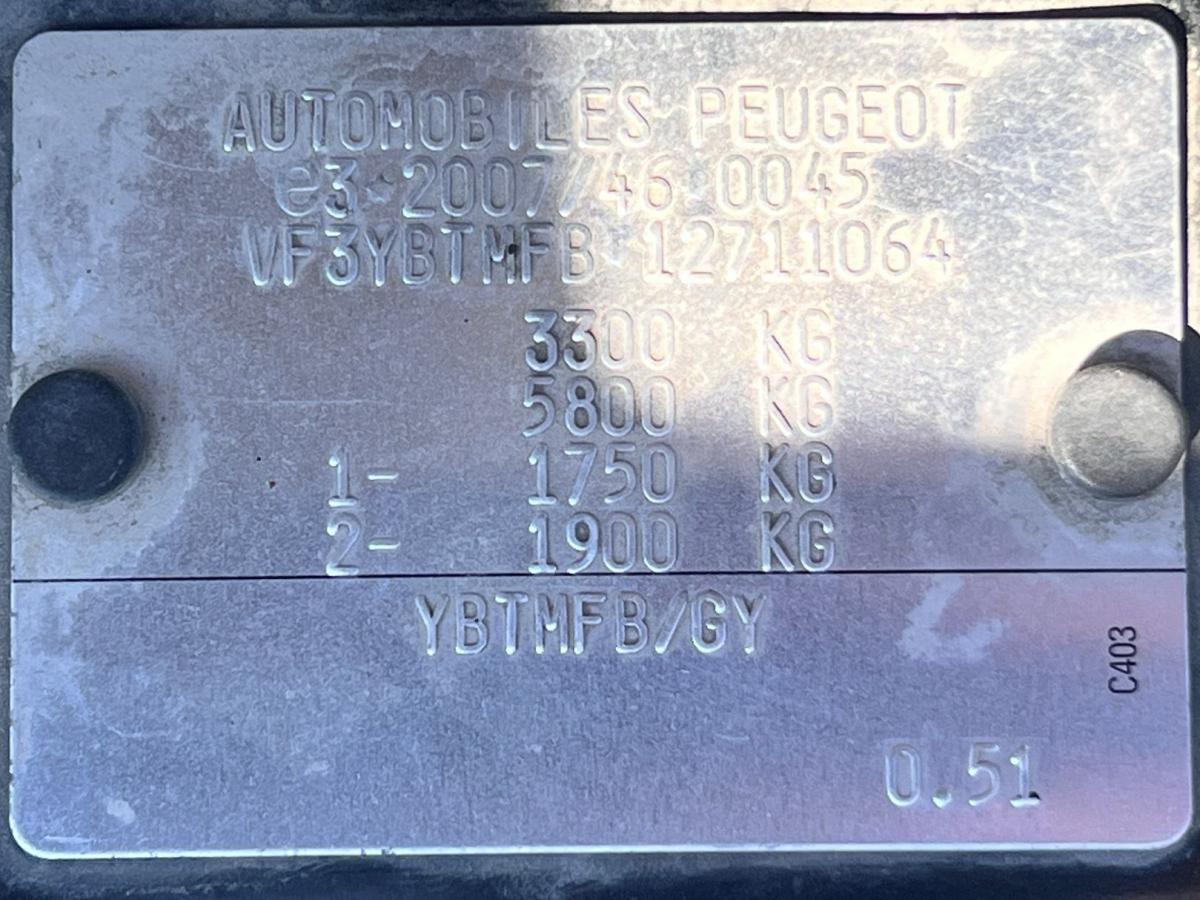 AUTOMOBILES PEUGEOT
e3*2007/46*0045
VF3YBTMFB 12711064
3300 KG
5800 KG
1- 1750 KG
2- 1900 KG
YBTMFB/GY
C403
0.51